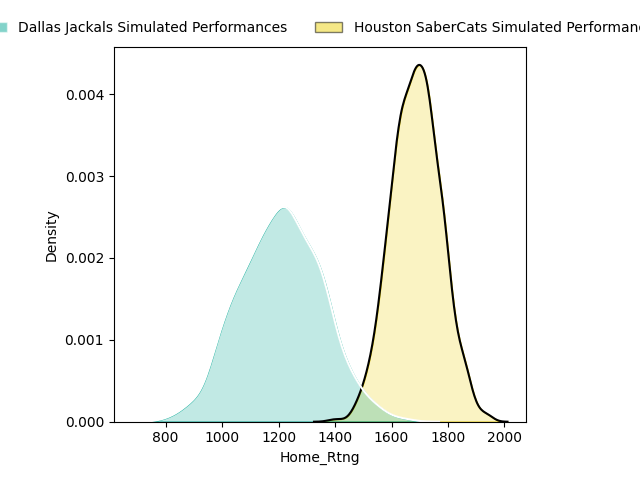 Dallas Jackals Simulated Performances
Houston SaberCats Simulated
0.004
0.003
0.002
0.001
0.000
Density
800 1000 1200 1400 1600 1800 2000
Home_Rtng